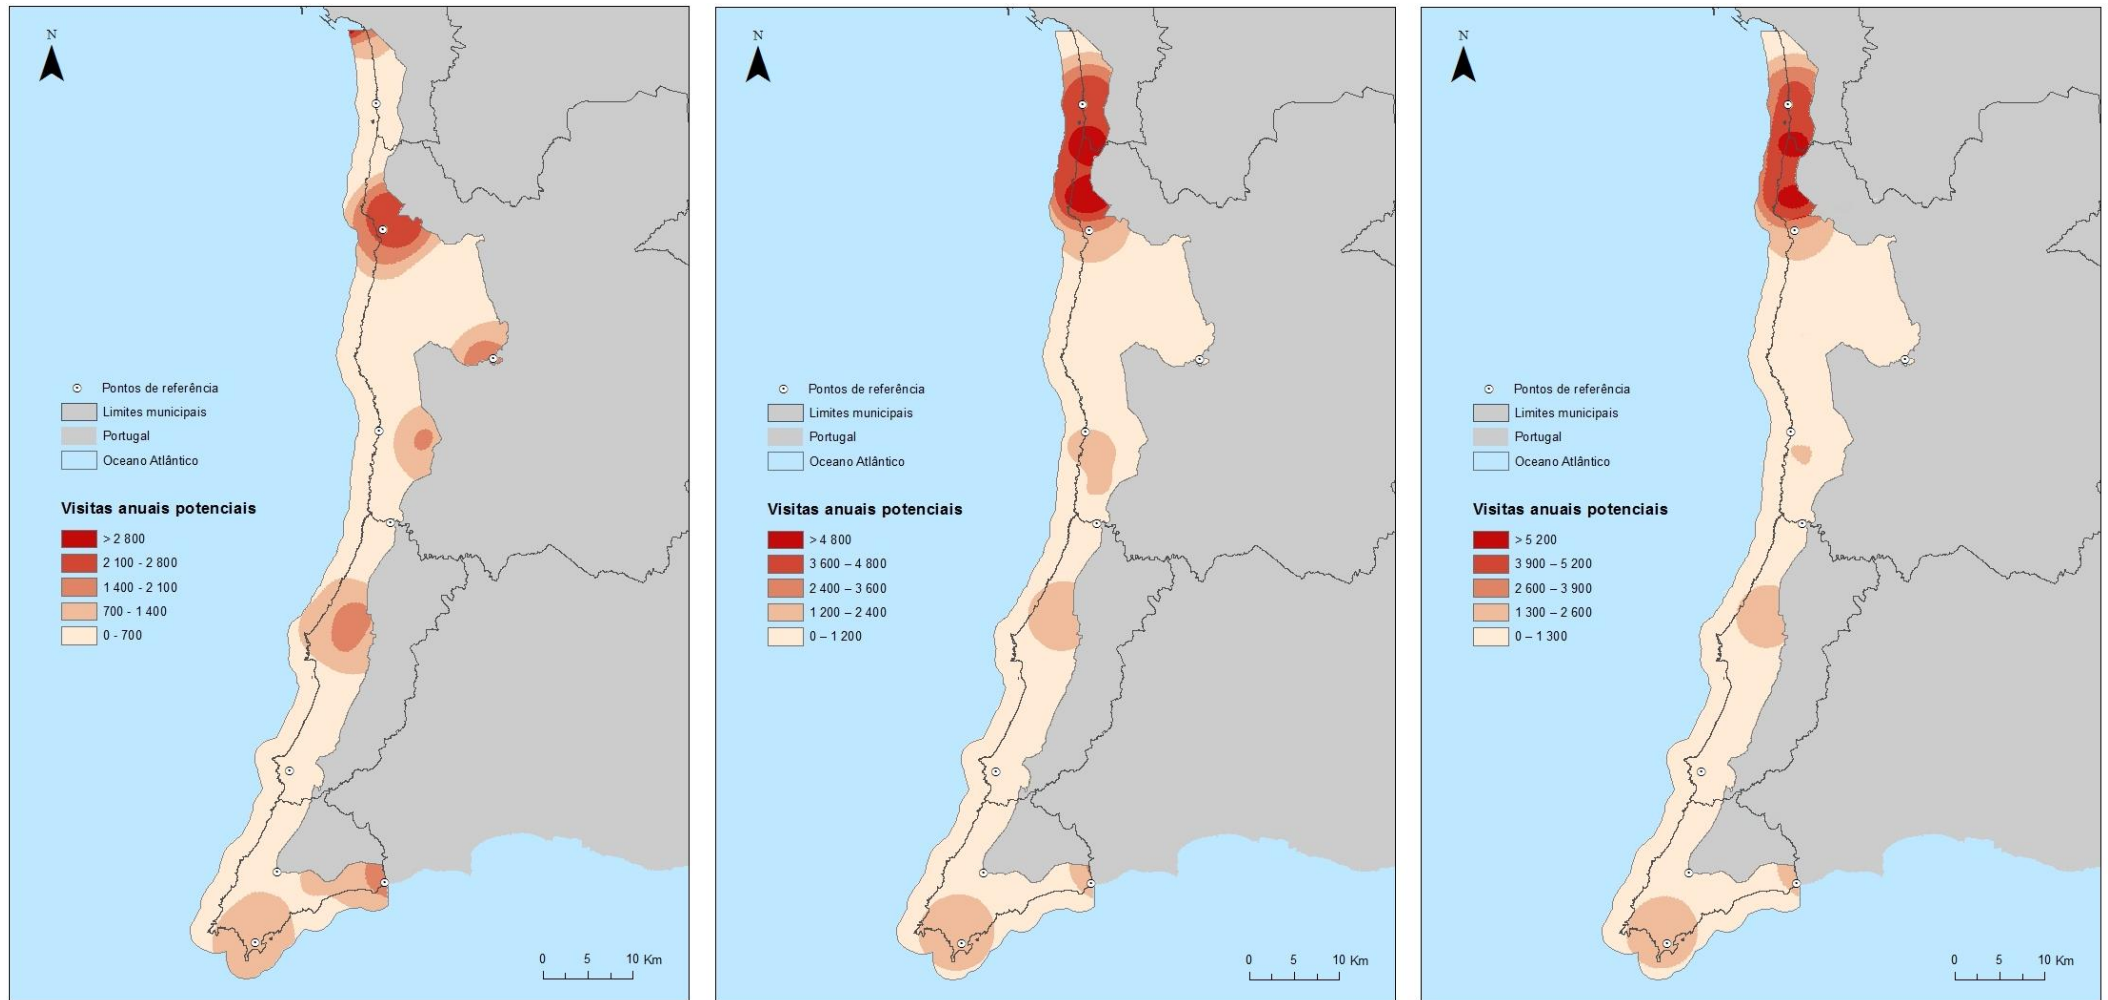 N
Pontos de referência
Limites municipais
Portugal
Oceano Atlântico
Visitas anuais potenciais
> 2 800
2 100 - 2 800
1 400 - 2 100
700 - 1 400
0 - 700
0 5 10 Km
N
Pontos de referência
Limites municipais
Portugal
Oceano Atlântico
Visitas anuais potenciais
> 4 800
3 600 – 4 800
2 400 – 3 600
1 200 – 2 400
0 – 1 200
0 5 10 Km
N
Pontos de referência
Limites municipais
Portugal
Oceano Atlântico
Visitas anuais potenciais
> 5 200
3 900 – 5 200
2 600 – 3 900
1 300 – 2 600
0 – 1 300
0 5 10 Km